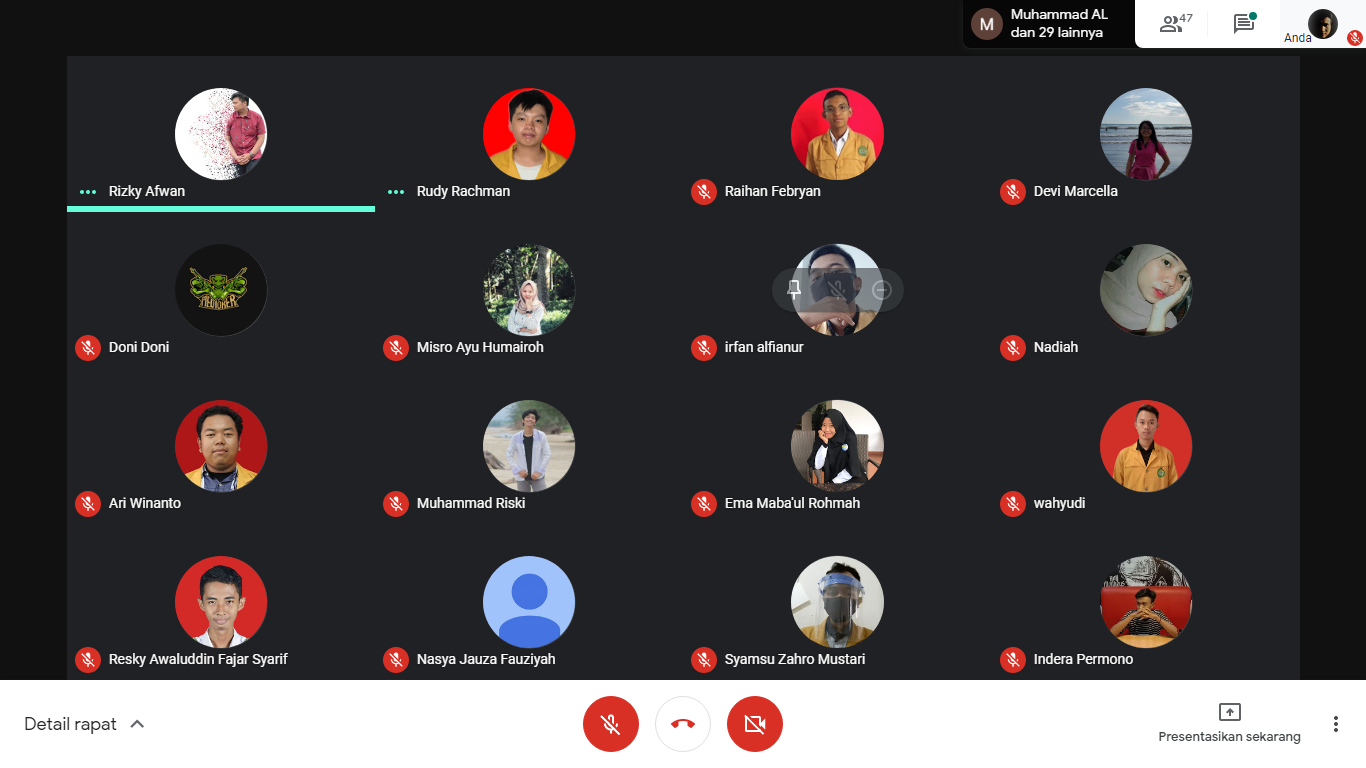 M
Muhammad AL
dan 29 lainnya
47
Anda
Rizky Afwan
Rudy Rachman
Raihan Febryan
Devi Marcella
Doni Doni
Misro Ayu Humairoh
irfan alfianur
Nadiah
Ari Winanto
Muhammad Riski
Ema Maba'ul Rohmah
wahyudi
Resky Awaluddin Fajar Syarif
Nasya Jauza Fauziyah
Syamsu Zahro Mustari
Indera Permono
Detail rapat
Presentasikan sekarang